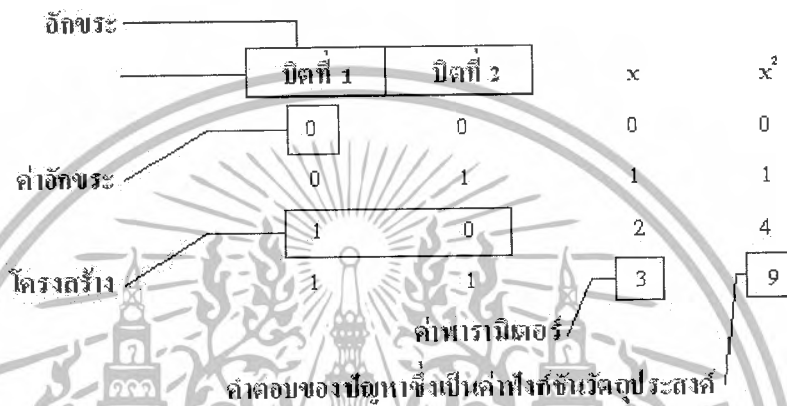 อักขระ
บิตที่ 1 บิตที่ 2 x x²
0 0 0 0
ค่าอักขระ
0 1 1 1
1 0 2 4
โครงสร้าง
1 1 3 9
ค่าพารามิเตอร์
คำตอบของปัญหาซึ่งเป็นค่าฟังก์ชันวัตถุประสงค์